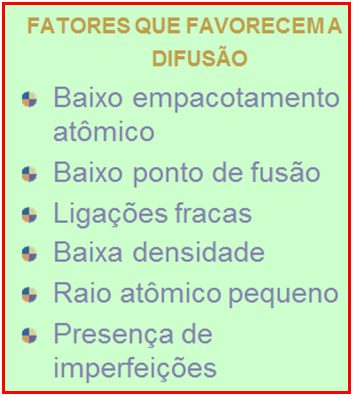 FATORES QUE FAVORECEM A
DIFUSÃO
Baixo empacotamento
atômico
Baixo ponto de fusão
Ligações fracas
Baixa densidade
Raio atômico pequeno
Presença de
imperfeições